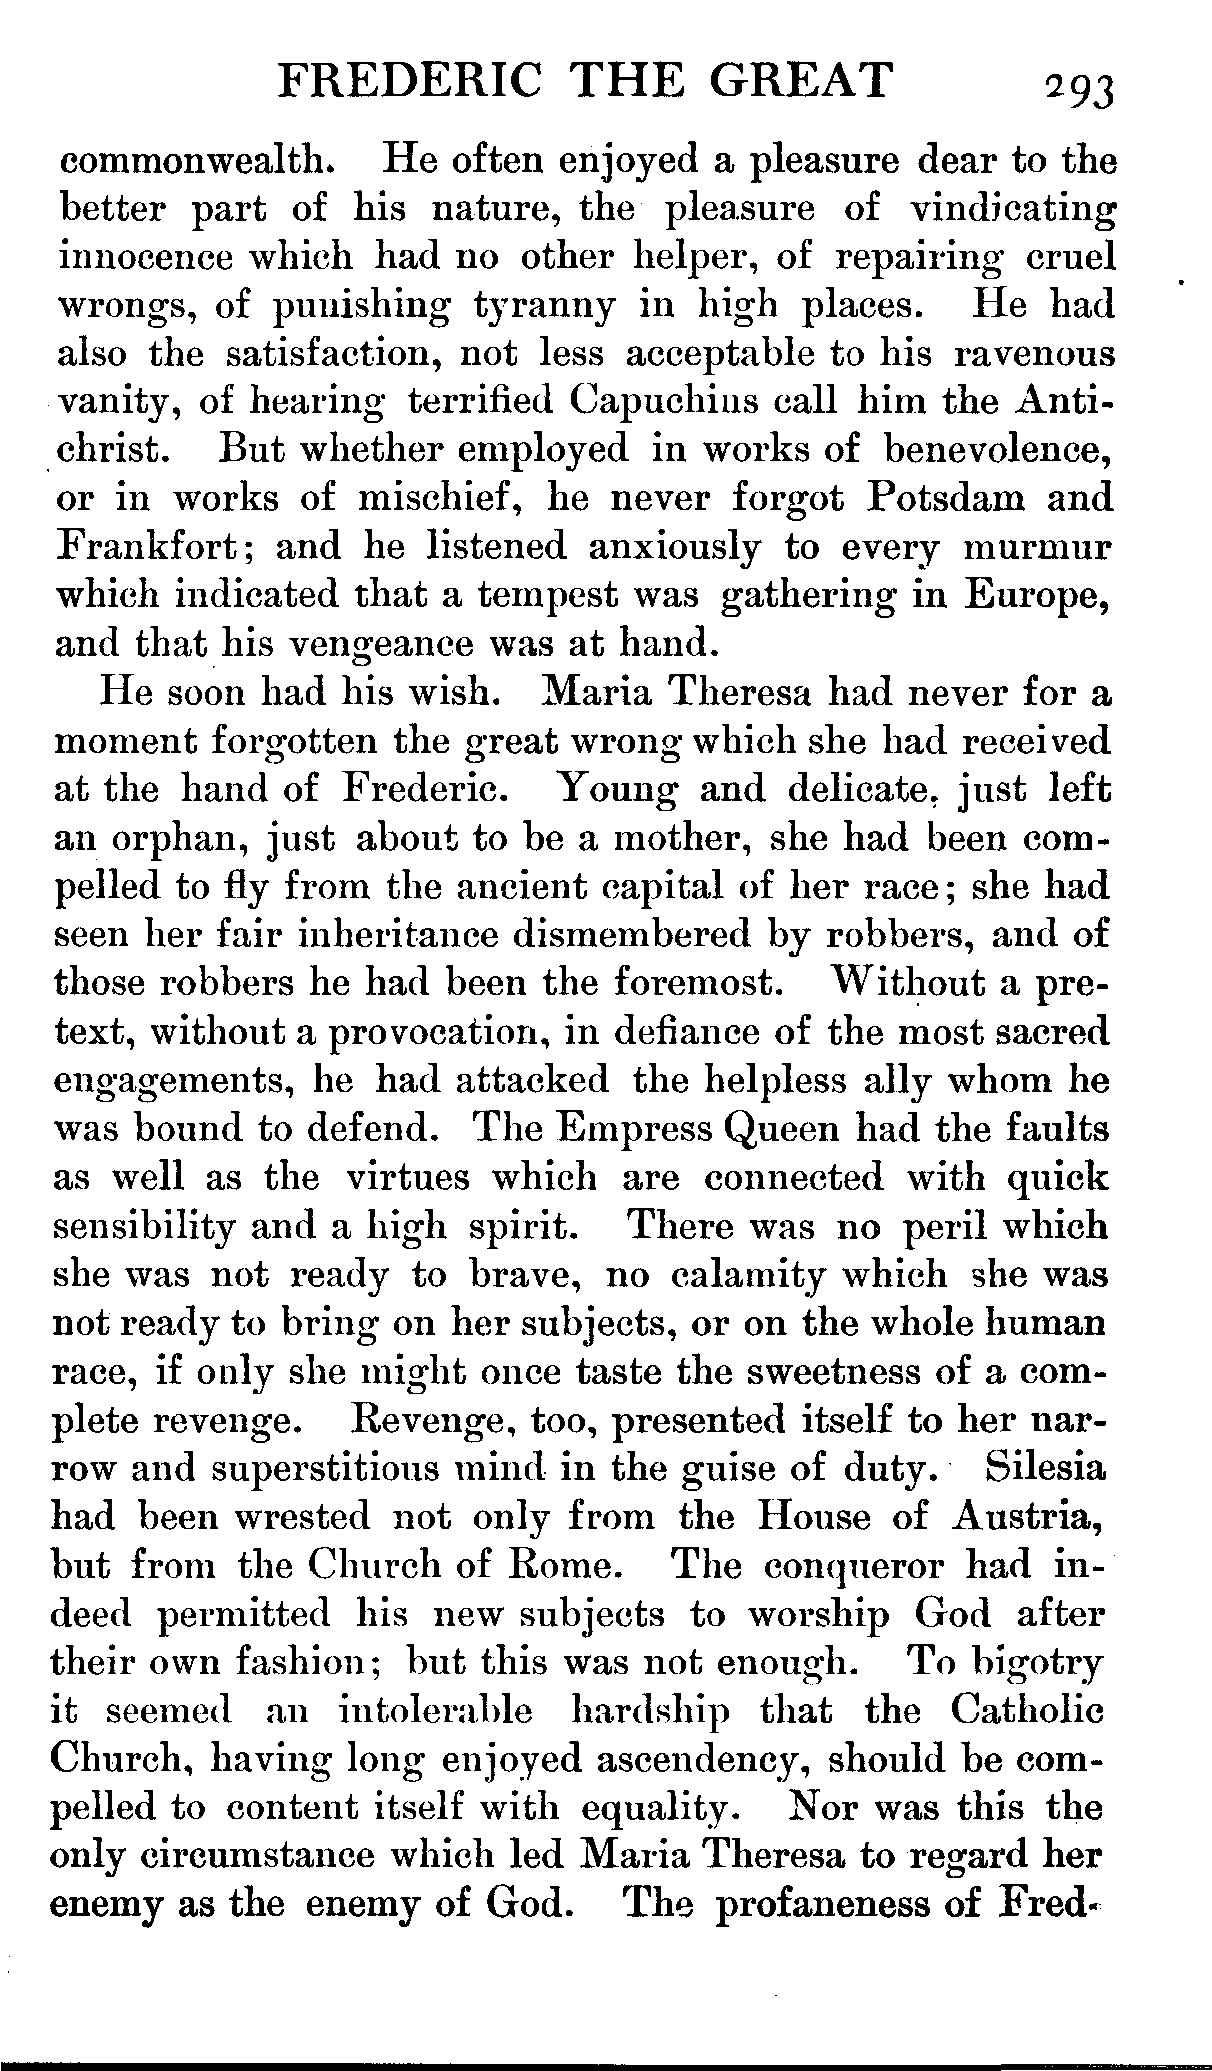 FREDERIC THE GREAT 293
commonwealth. He often enjoyed a pleasure dear to the
better part of his nature, the pleasure of vindicating
innocence which had no other helper, of repairing cruel
wrongs, of punishing tyranny in high places. He had
also the satisfaction, not less acceptable to his ravenous
vanity, of hearing terrified Capuchins call him the Anti-
christ. But whether employed in works of benevolence,
or in works of mischief, he never forgot Potsdam and
Frankfort; and he listened anxiously to every murmur
which indicated that a tempest was gathering in Europe,
and that his vengeance was at hand.
He soon had his wish. Maria Theresa had never for a
moment forgotten the great wrong which she had received
at the hand of Frederic. Young and delicate, just left
an orphan, just about to be a mother, she had been com-
pelled to fly from the ancient capital of her race; she had
seen her fair inheritance dismembered by robbers, and of
those robbers he had been the foremost. Without a pre-
text, without a provocation, in defiance of the most sacred
engagements, he had attacked the helpless ally whom he
was bound to defend. The Empress Queen had the faults
as well as the virtues which are connected with quick
sensibility and a high spirit. There was no peril which
she was not ready to brave, no calamity which she was
not ready to bring on her subjects, or on the whole human
race, if only she might once taste the sweetness of a com-
plete revenge. Revenge, too, presented itself to her nar-
row and superstitious mind in the guise of duty. Silesia
had been wrested not only from the House of Austria,
but from the Church of Rome. The conqueror had in-
deed permitted his new subjects to worship God after
their own fashion; but this was not enough. To bigotry
it seemed an intolerable hardship that the Catholic
Church, having long enjoyed ascendency, should be com-
pelled to content itself with equality. Nor was this the
only circumstance which led Maria Theresa to regard her
enemy as the enemy of God. The profaneness of Fred-